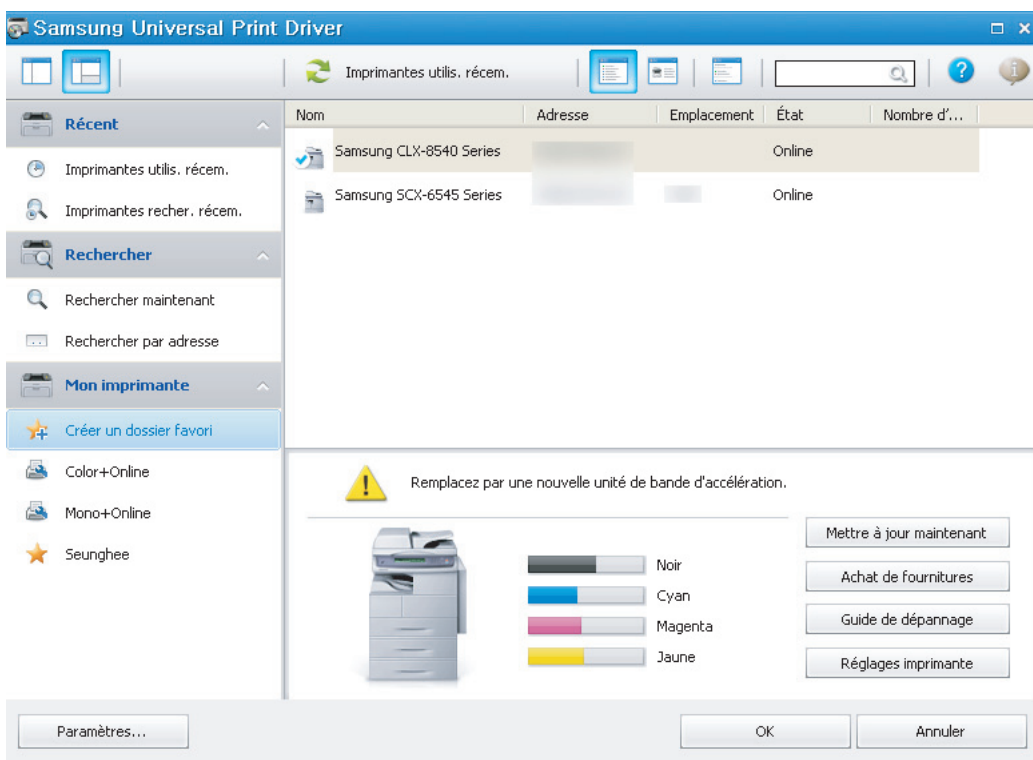 Samsung Universal Print Driver
Imprimantes utilis. récem.
Récent
Imprimantes utilis. récem.
Imprimantes recher. récem.
Rechercher
Rechercher maintenant
Rechercher par adresse
Mon imprimante
Créer un dossier favori
Color+Online
Mono+Online
Seunghee
Nom Adresse Emplacement État Nombre d'...
Samsung CLX-8540 Series Online
Samsung SCX-6545 Series Online
Remplacez par une nouvelle unité de bande d'accélération.
Noir
Cyan
Magenta
Jaune
Mettre à jour maintenant
Achat de fournitures
Guide de dépannage
Réglages imprimante
Paramètres...
OK
Annuler